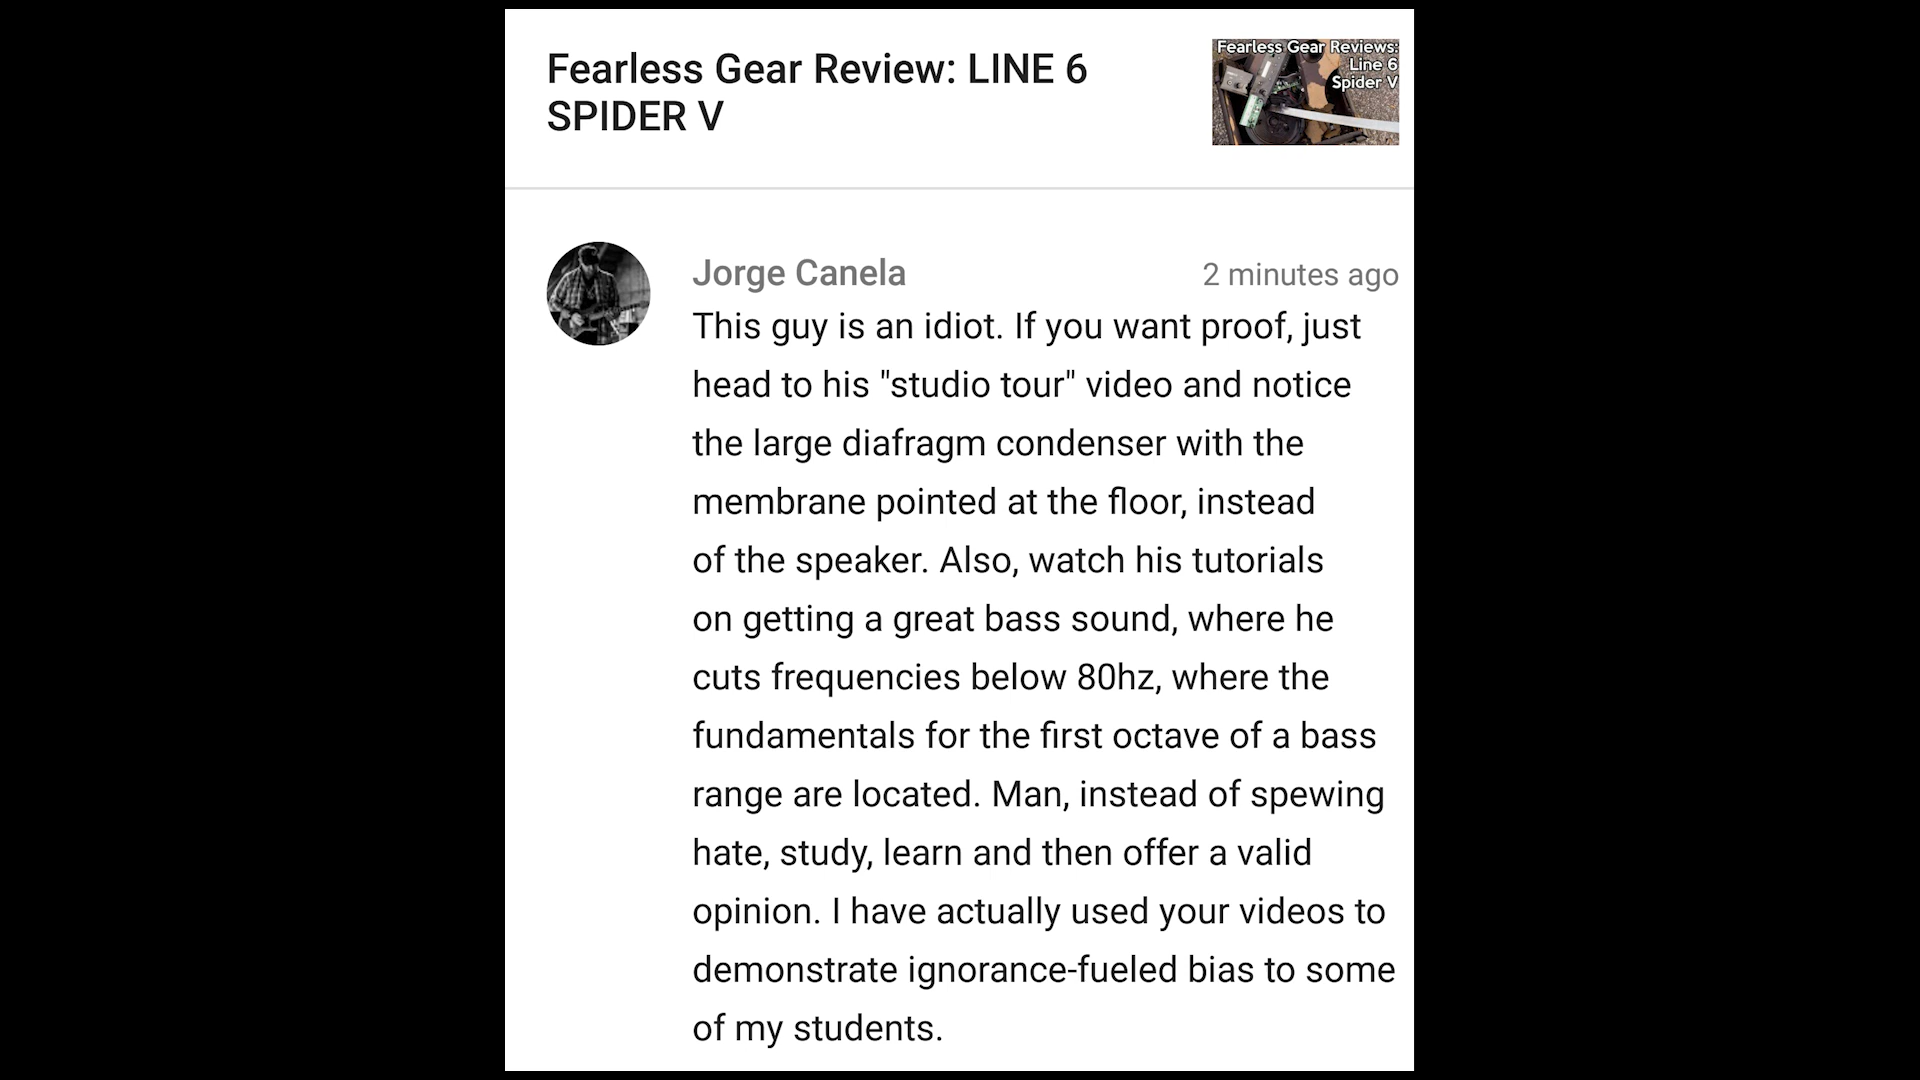 Fearless Gear Review: LINE 6
SPIDER V
Fearless Gear Reviews:
Line 6
Spider V
Jorge Canela
2 minutes ago
This guy is an idiot. If you want proof, just
head to his "studio tour" video and notice
the large diafragm condenser with the
membrane pointed at the floor, instead
of the speaker. Also, watch his tutorials
on getting a great bass sound, where he
cuts frequencies below 80hz, where the
fundamentals for the first octave of a bass
range are located. Man, instead of spewing
hate, study, learn and then offer a valid
opinion. I have actually used your videos to
demonstrate ignorance-fueled bias to some
of my students.